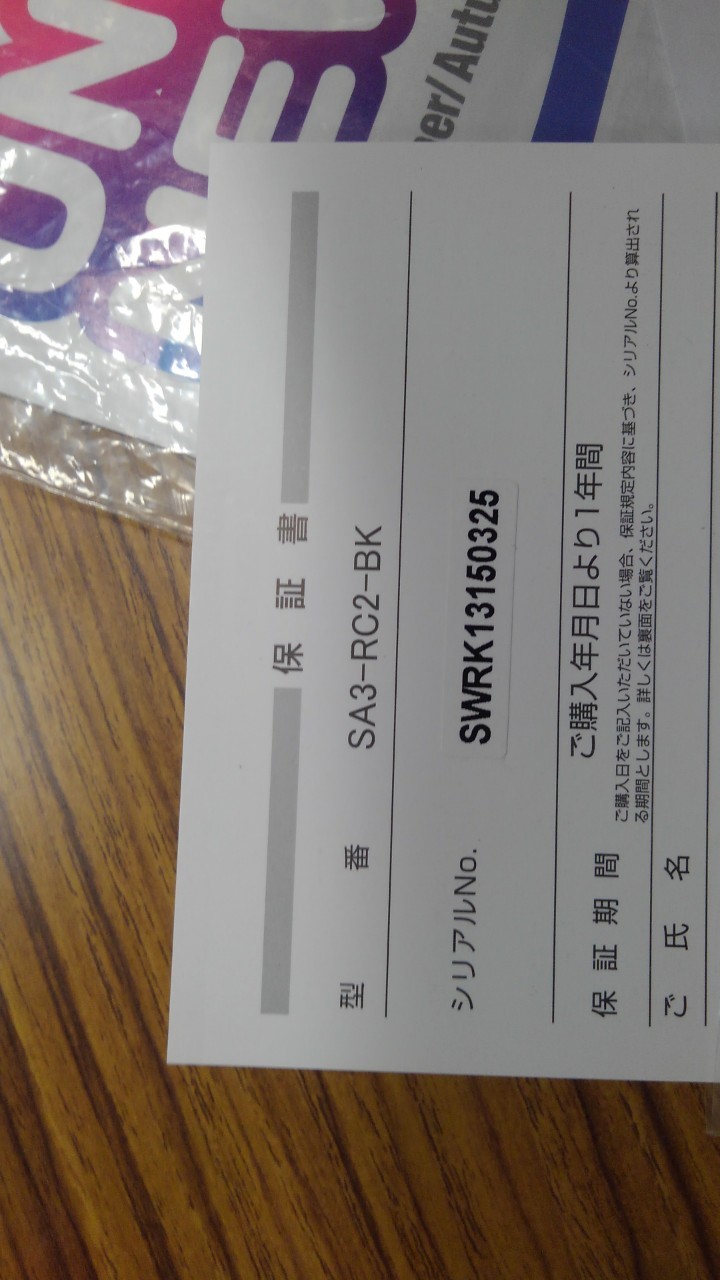 er/Autu
保証書
型番 SA3-RC2-BK
シリアルNo. SWRK13150325
保証期間 ご購入年月日より1年間
ご購入日をご記入いただいていない場合、保証規定内容に基づき、シリアルNo.より算出され
る期間とします。詳しくは裏面をご覧ください。
ご氏名